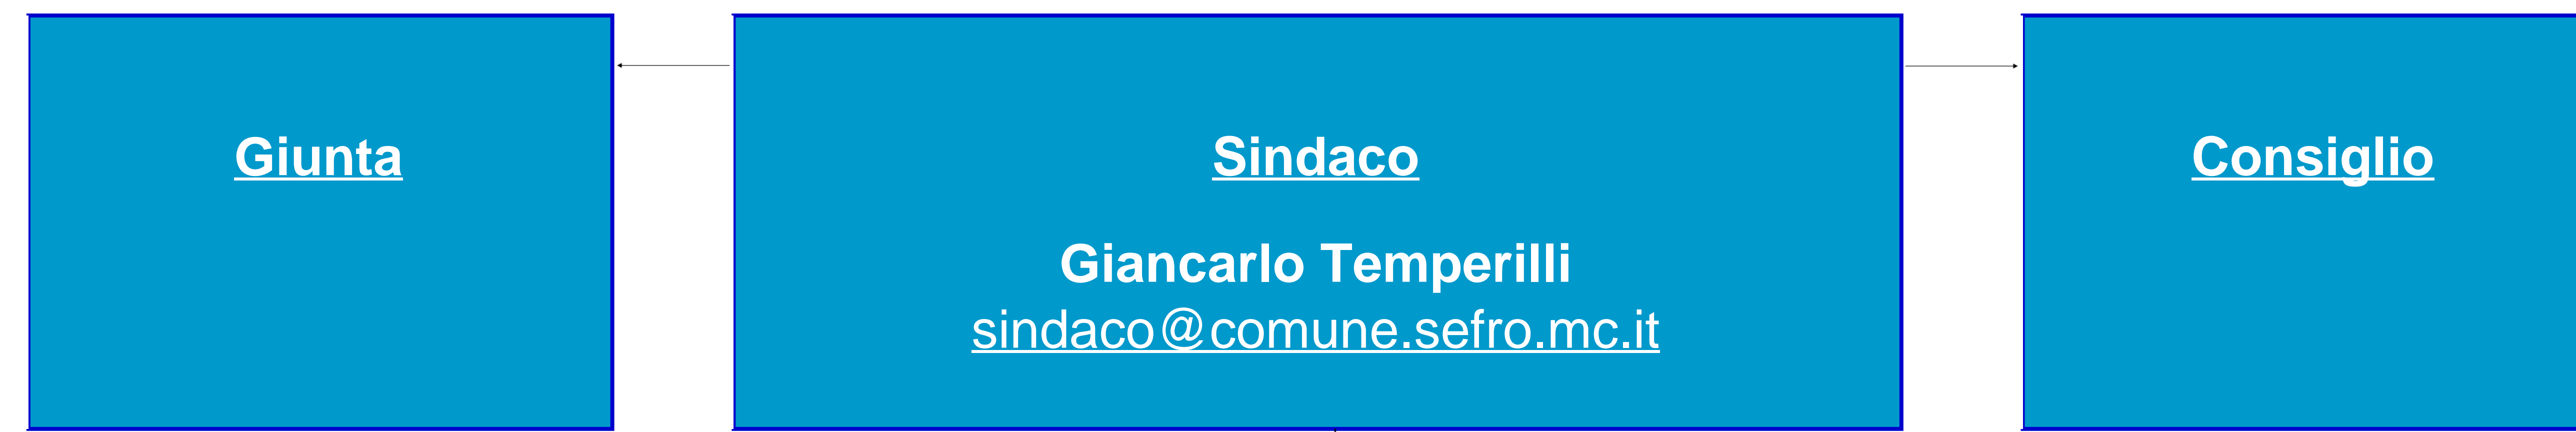 Giunta
Sindaco
Giancarlo Temperilli
sindaco@comune.sefro.mc.it
Consiglio